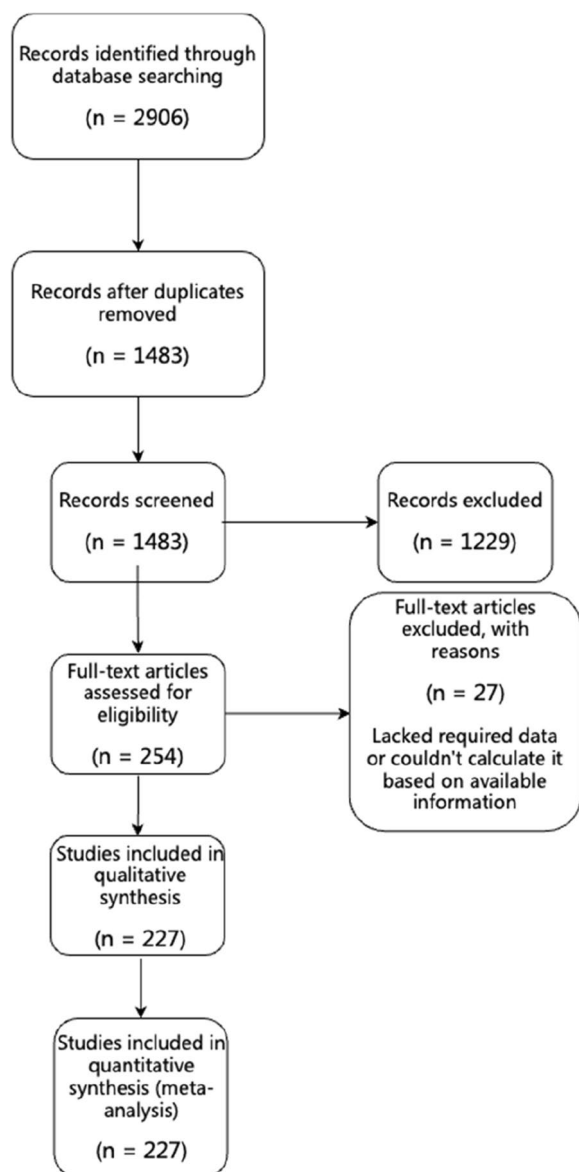 Records identified through
database searching
(n = 2906)
Records after duplicates
removed
(n = 1483)
Records screened
(n = 1483)
Records excluded
(n = 1229)
Full-text articles
assessed for
eligibility
(n = 254)
Full-text articles
excluded, with
reasons
(n = 27)
Lacked required data
or couldn't calculate it
based on available
information
Studies included in
qualitative
synthesis
(n = 227)
Studies included in
quantitative
synthesis (meta-
analysis)
(n = 227)